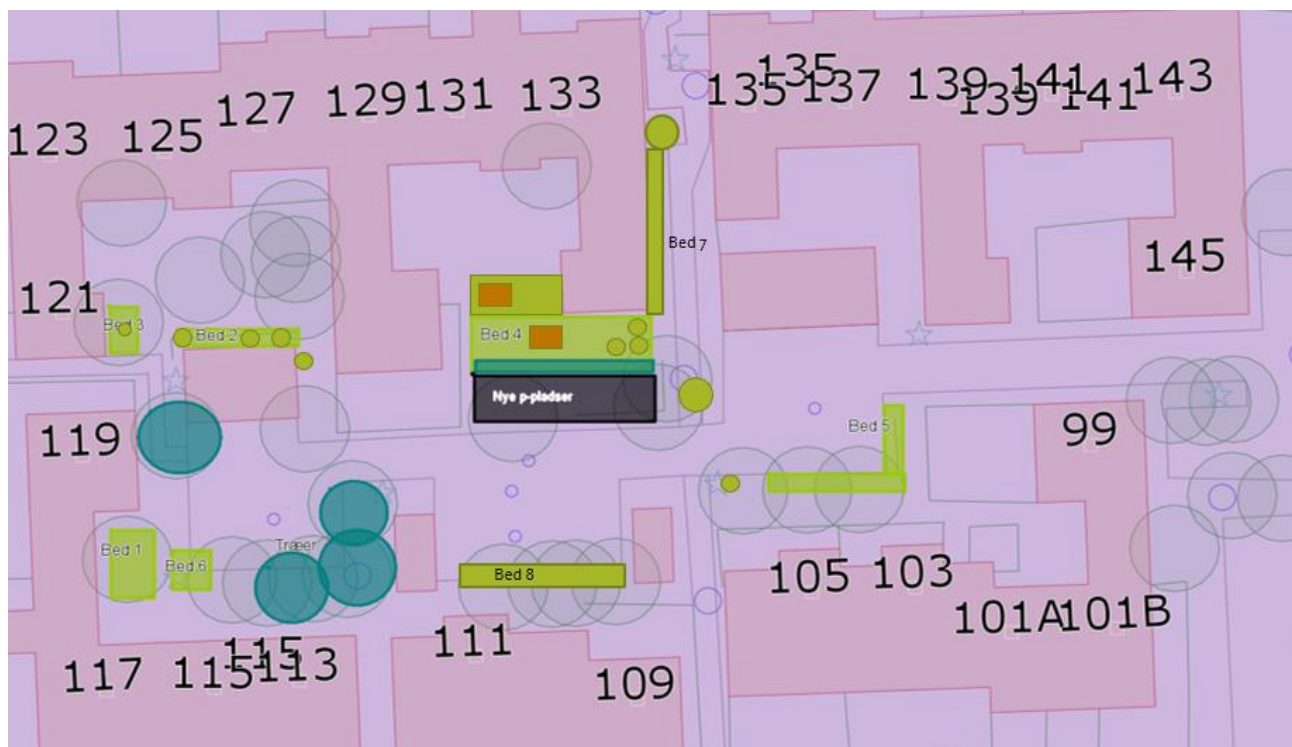 135
135 137 139 139 141 141 143
123 125 127 129 131 133
Bed 7
145
121
Bed 3
Bed 2
Bed 4
Nye p-pladser
119
Bed 5
99
Bed 1
Bed 6
Træer
Bed 8
105 103
101A 101B
111
115
117 115 113
109